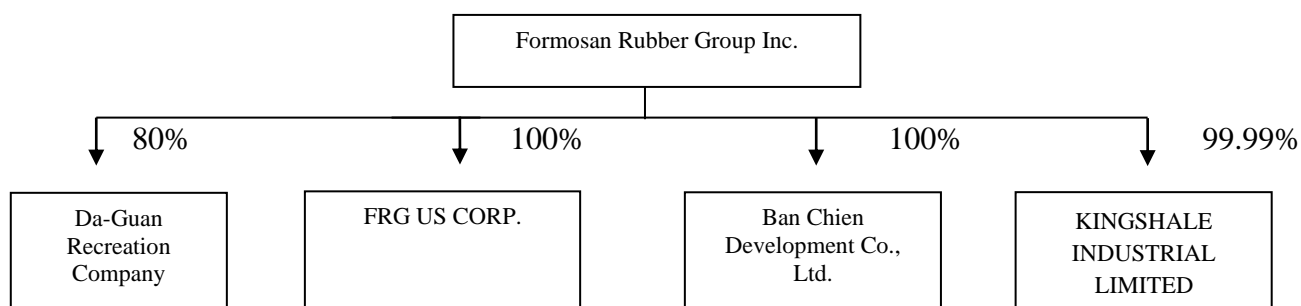 Formosan Rubber Group Inc.
80%
100%
100%
99.99%
Da-Guan
Recreation
Company
FRG US CORP.
Ban Chien
Development Co.,
Ltd.
KINGSHALE
INDUSTRIAL
LIMITED